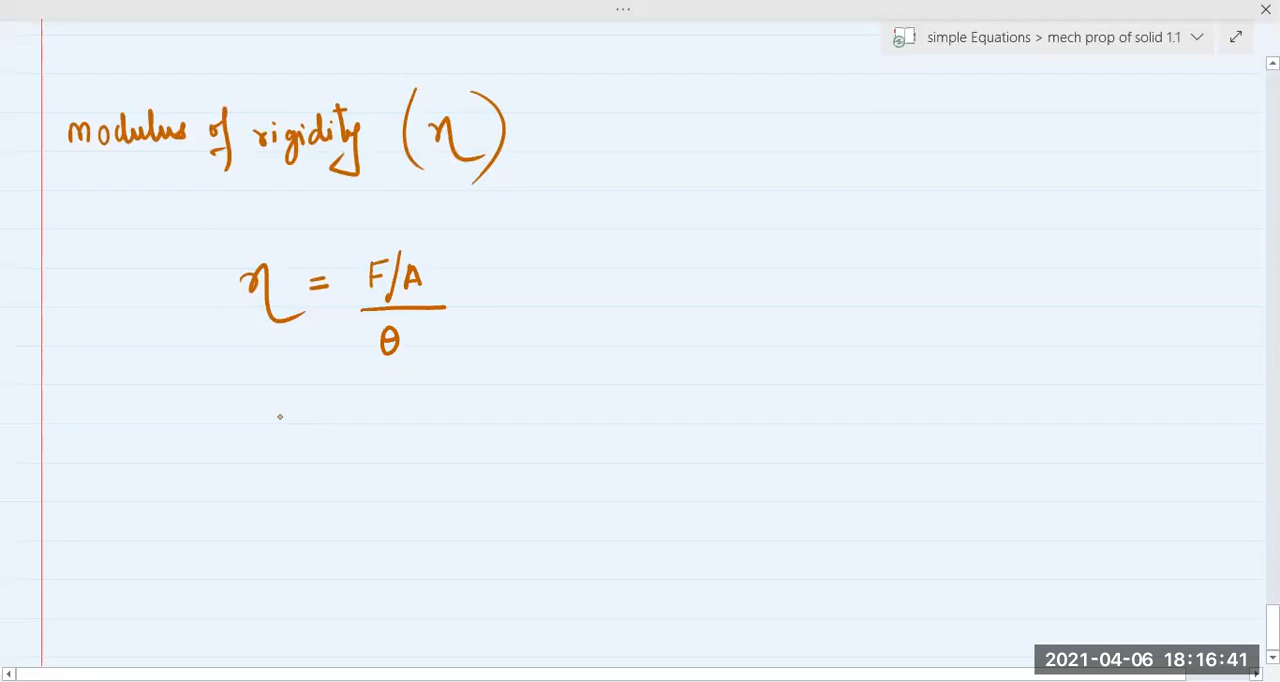 simple Equations > mech prop of solid 1.1
modulus of rigidity (η)
η = F/A
θ
2021-04-06 18:16:41